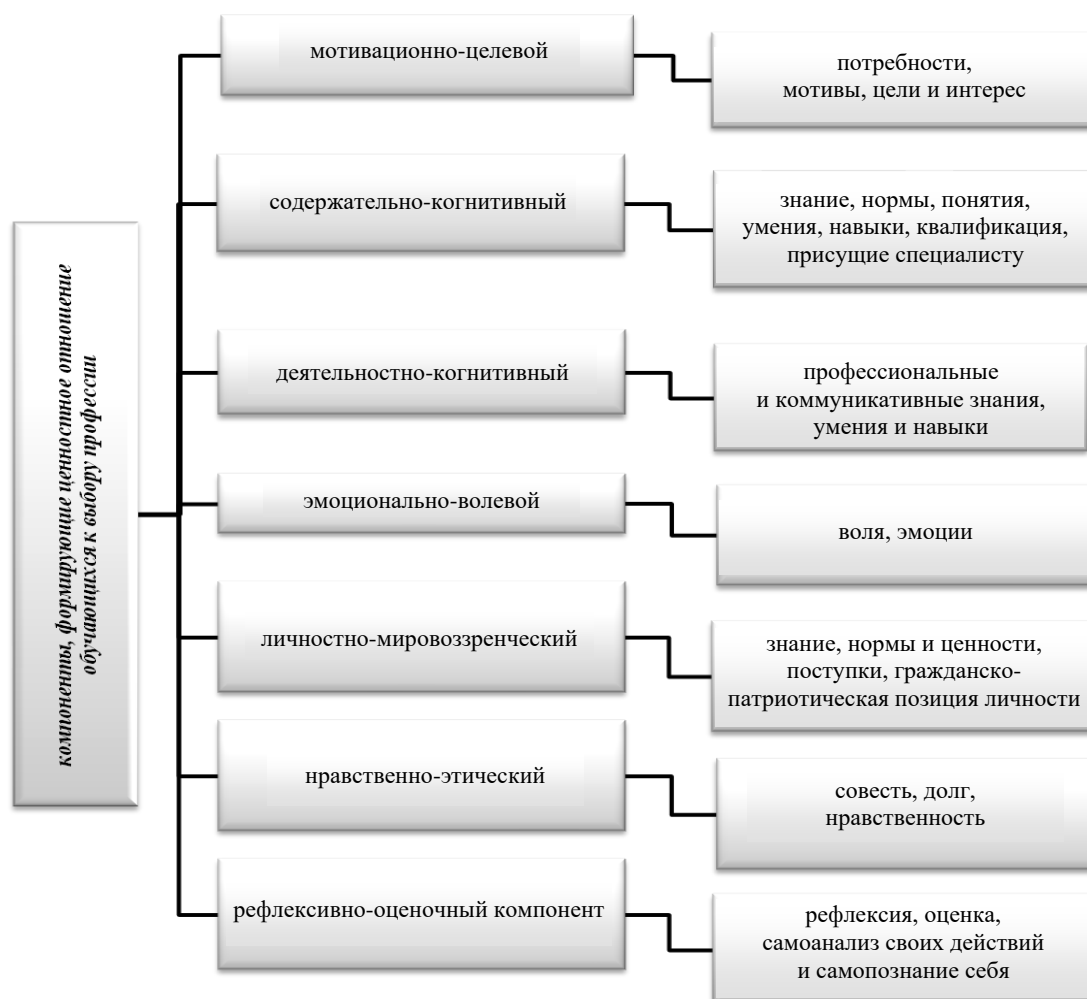 компоненты, формирующие ценностное отношение
обучающихся к выбору профессии
мотивационно-целевой
потребности,
мотивы, цели и интерес
содержательно-когнитивный
знание, нормы, понятия,
умения, навыки, квалификация,
присущие специалисту
деятельностно-когнитивный
профессиональные
и коммуникативные знания,
умения и навыки
эмоционально-волевой
воля, эмоции
личностно-мировоззренческий
знание, нормы и ценности,
поступки, гражданско-
патриотическая позиция личности
нравственно-этический
совесть, долг,
нравственность
рефлексивно-оценочный компонент
рефлексия, оценка,
самоанализ своих действий
и самопознание себя